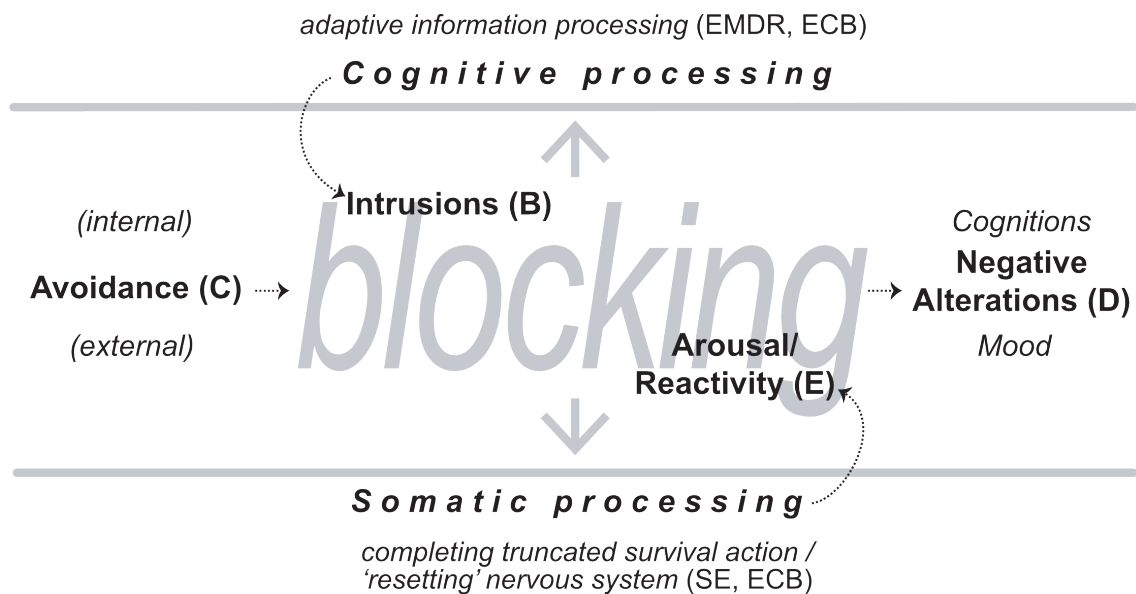 adaptive information processing (EMDR, ECB)
Cognitive processing
Intrusions (B)
(internal)
Avoidance (C)
(external)
blocking
Cognitions
Negative
Alterations (D)
Mood
Arousal/
Reactivity (E)
Somatic processing
completing truncated survival action /
‘resetting’ nervous system (SE, ECB)